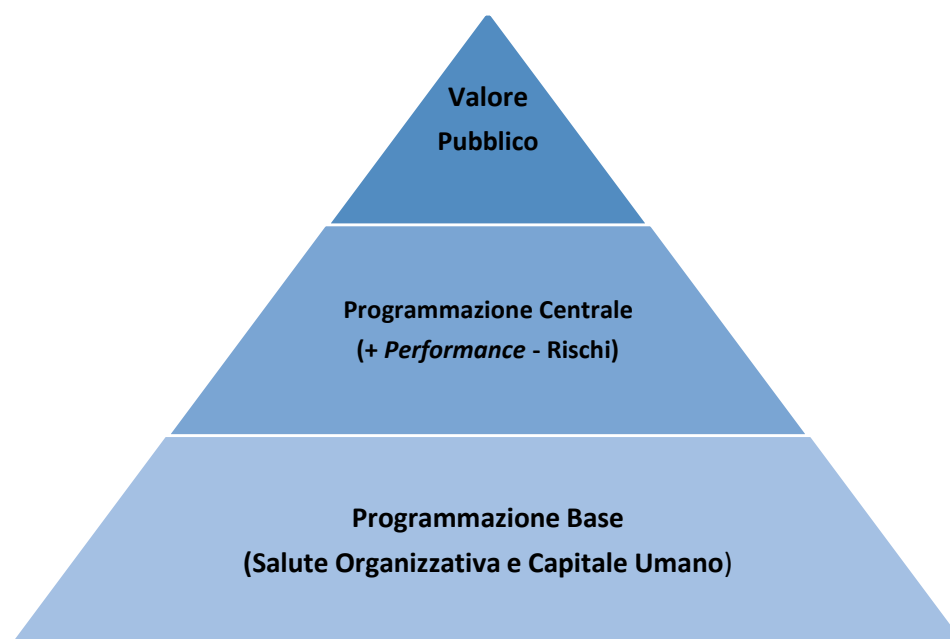 Valore
Pubblico
Programmazione Centrale
(+ Performance - Rischi)
Programmazione Base
(Salute Organizzativa e Capitale Umano)